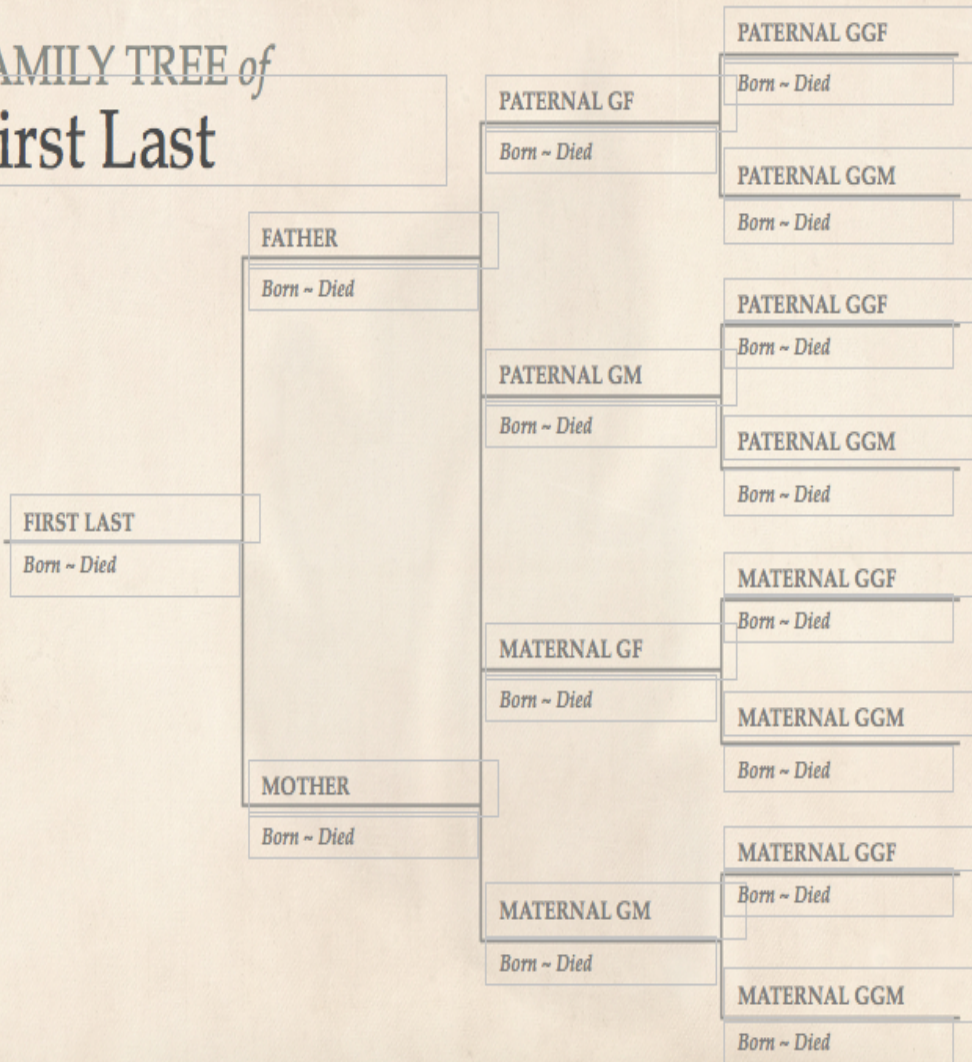 AMILY TREE of
irst Last
PATERNAL GGF
Born ~ Died
PATERNAL GF
Born ~ Died
PATERNAL GGM
Born ~ Died
FATHER
Born ~ Died
PATERNAL GGF
Born ~ Died
PATERNAL GM
Born ~ Died
PATERNAL GGM
Born ~ Died
FIRST LAST
Born ~ Died
MATERNAL GGF
Born ~ Died
MATERNAL GF
Born ~ Died
MATERNAL GGM
Born ~ Died
MOTHER
Born ~ Died
MATERNAL GGF
Born ~ Died
MATERNAL GM
Born ~ Died
MATERNAL GGM
Born ~ Died